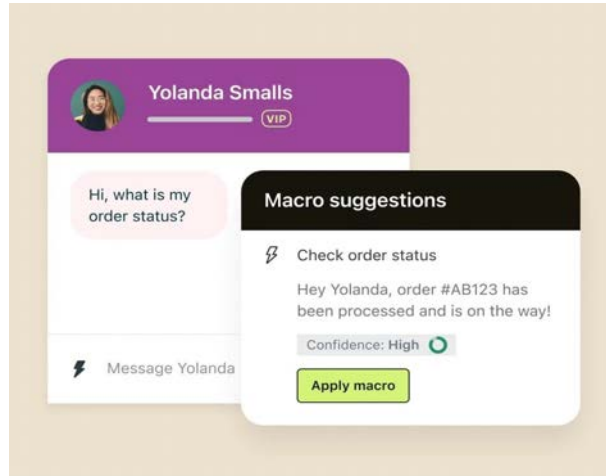 Yolanda Smalls
VIP
Hi, what is my
order status?
Message Yolanda
Macro suggestions
Check order status
Hey Yolanda, order #AB123 has
been processed and is on the way!
Confidence: High
Apply macro